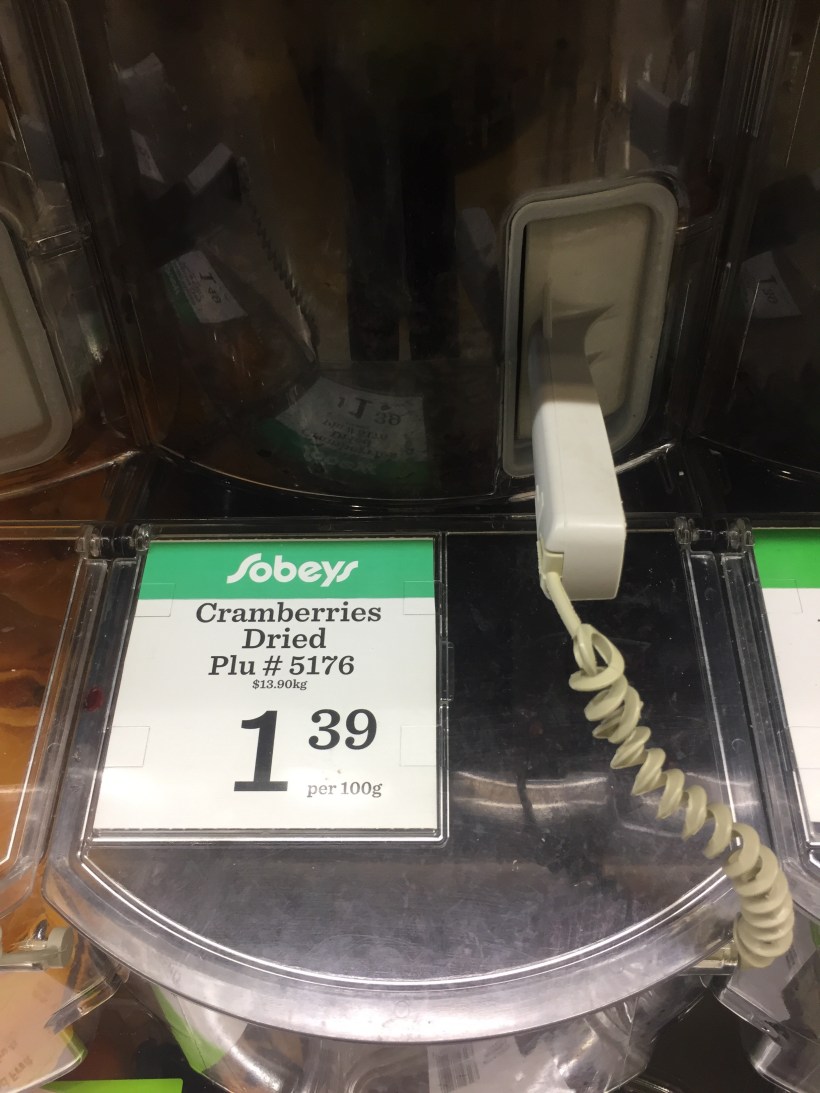 Sobeys
Cramberries
Dried
Plu # 5176
$13.90kg
1 39
per 100g